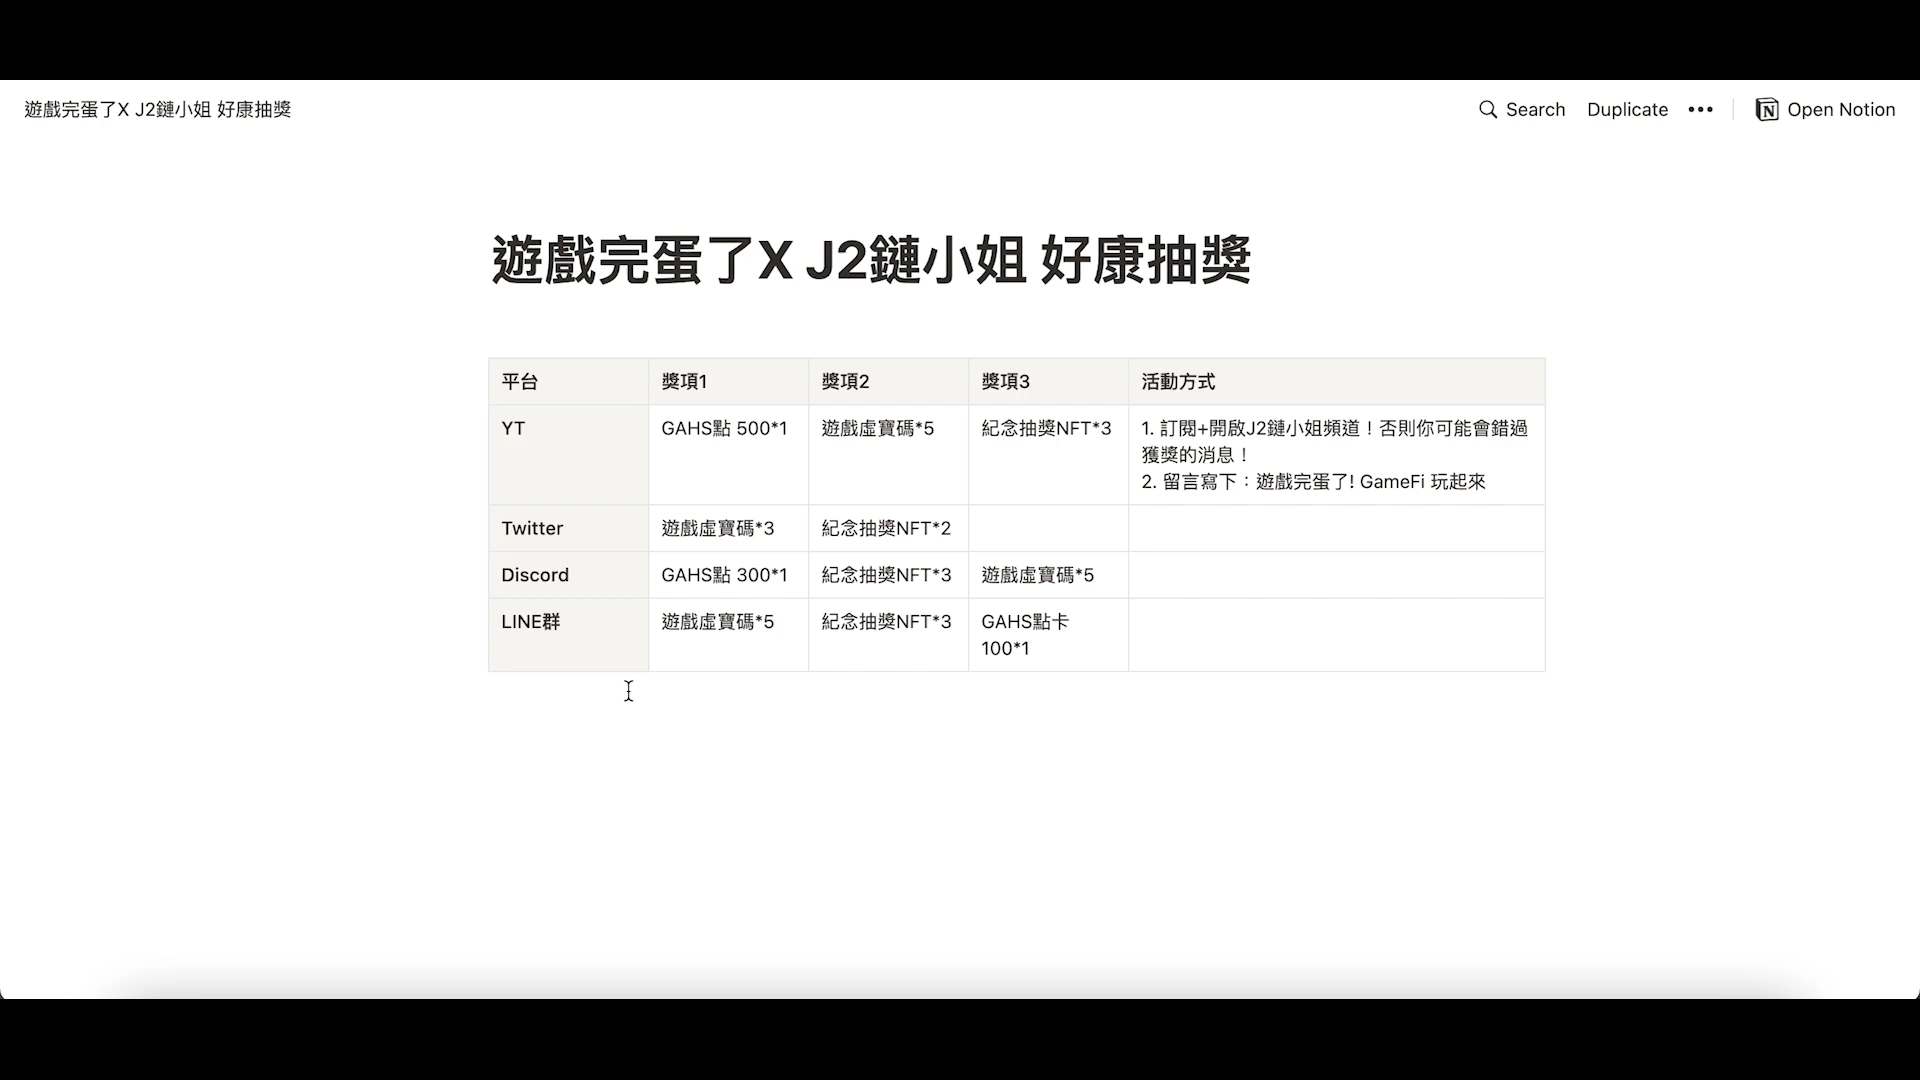 遊戲完蛋了X J2鏈小姐 好康抽獎
Search
Duplicate
•••
Open Notion
遊戲完蛋了X J2鏈小姐 好康抽獎
平台
獎項1
獎項2
獎項3
活動方式
YT
GAHS點 500*1
遊戲虛寶碼*5
紀念抽獎NFT*3
1. 訂閱+開啟J2鏈小姐頻道！否則你可能會錯過
獲獎的消息！
2. 留言寫下：遊戲完蛋了! GameFi 玩起來
Twitter
遊戲虛寶碼*3
紀念抽獎NFT*2
Discord
GAHS點 300*1
紀念抽獎NFT*3
遊戲虛寶碼*5
LINE群
遊戲虛寶碼*5
紀念抽獎NFT*3
GAHS點卡
100*1